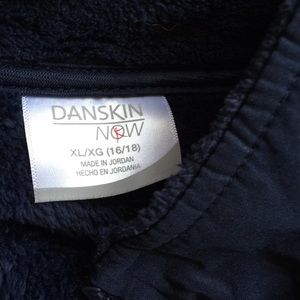 DANSKIN
NOW
XL/XG (16/18)
MADE IN JORDAN
HECHO EN JORDANIA